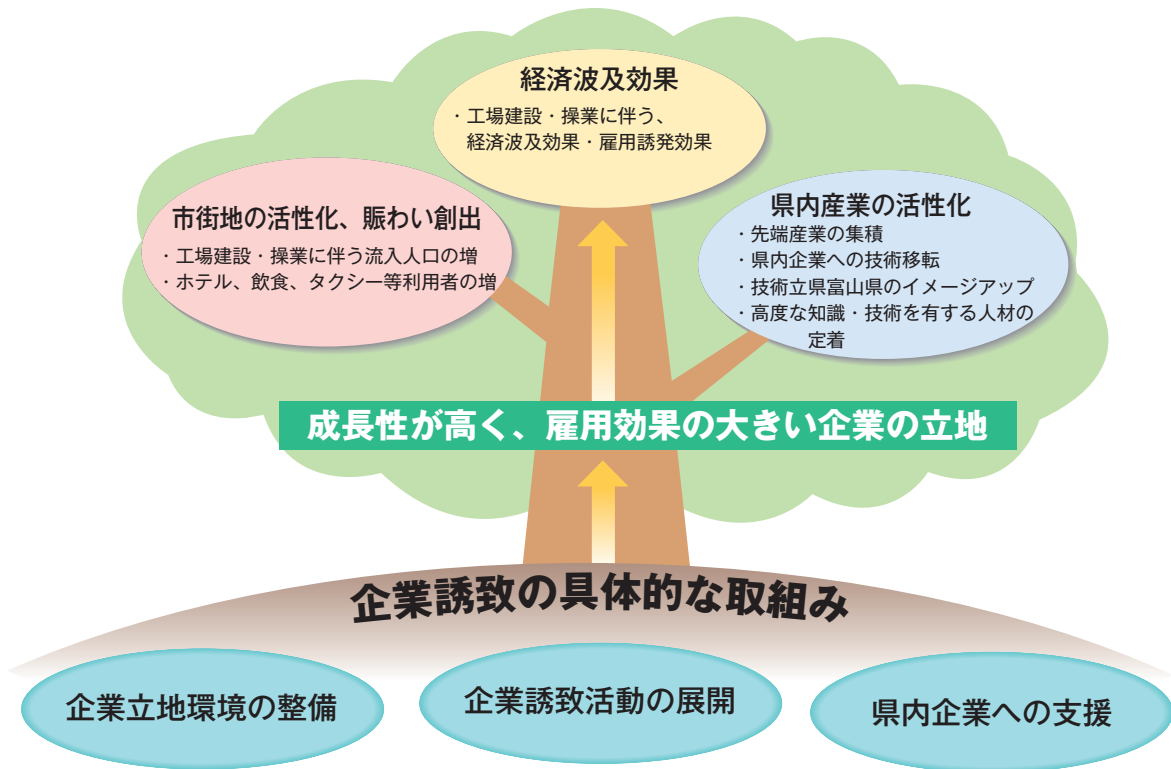 経済波及効果
・工場建設・操業に伴う、
経済波及効果・雇用誘発効果
市街地の活性化、賑わい創出
・工場建設・操業に伴う流入人口の増
・ホテル、飲食、タクシー等利用者の増
県内産業の活性化
・先端産業の集積
・県内企業への技術移転
・技術立県富山県のイメージアップ
・高度な知識・技術を有する人材の
定着
成長性が高く、雇用効果の大きい企業の立地
企業誘致の具体的な取組み
企業立地環境の整備
企業誘致活動の展開
県内企業への支援